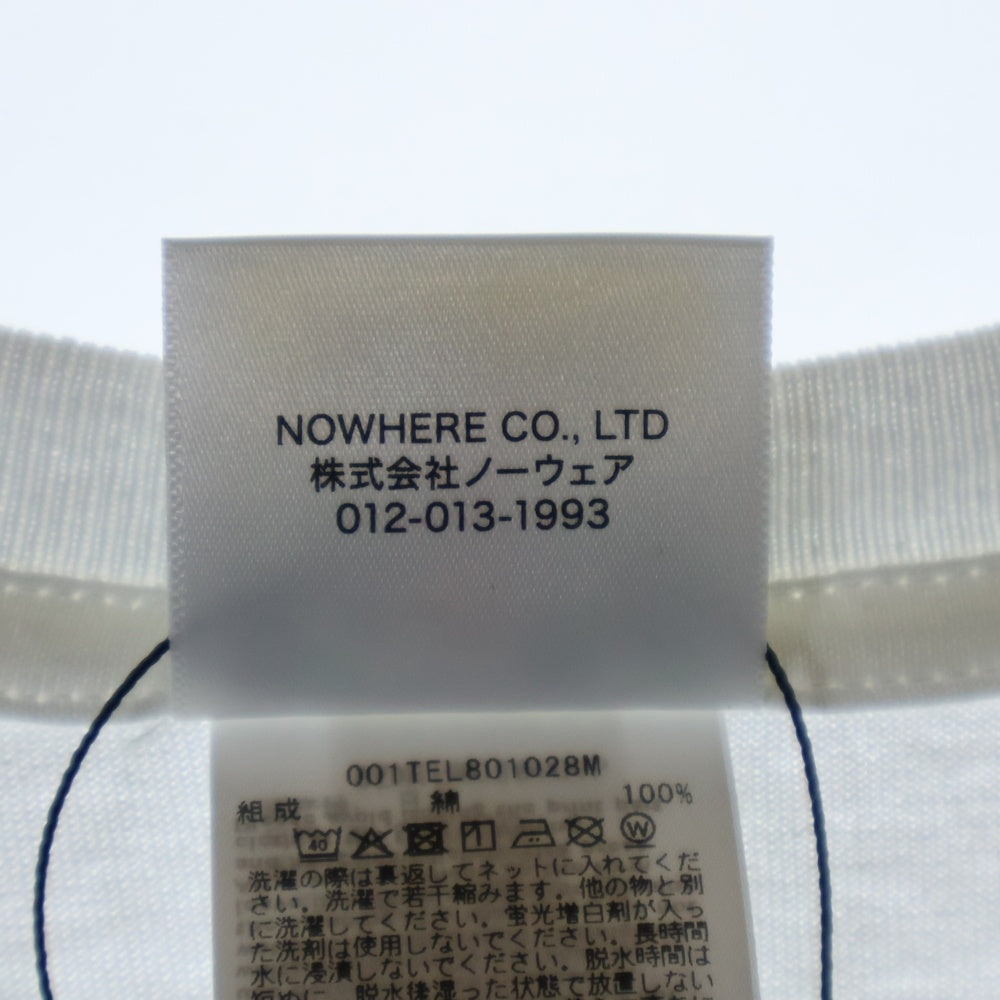 NOWHERE CO., LTD
株式会社ノーウェア
012-013-1993
001TEL801028M
組成 綿 100%
40 W
洗濯の際は裏返してネットに入れてくだ
さい。洗濯で若干縮みます。他の物と別
に洗濯してください。蛍光増白剤が入っ
た洗剤は使用しないでください。長時間
水に浸漬しないでください。脱水時間は
短めに、脱水後湿った状態で放置しない